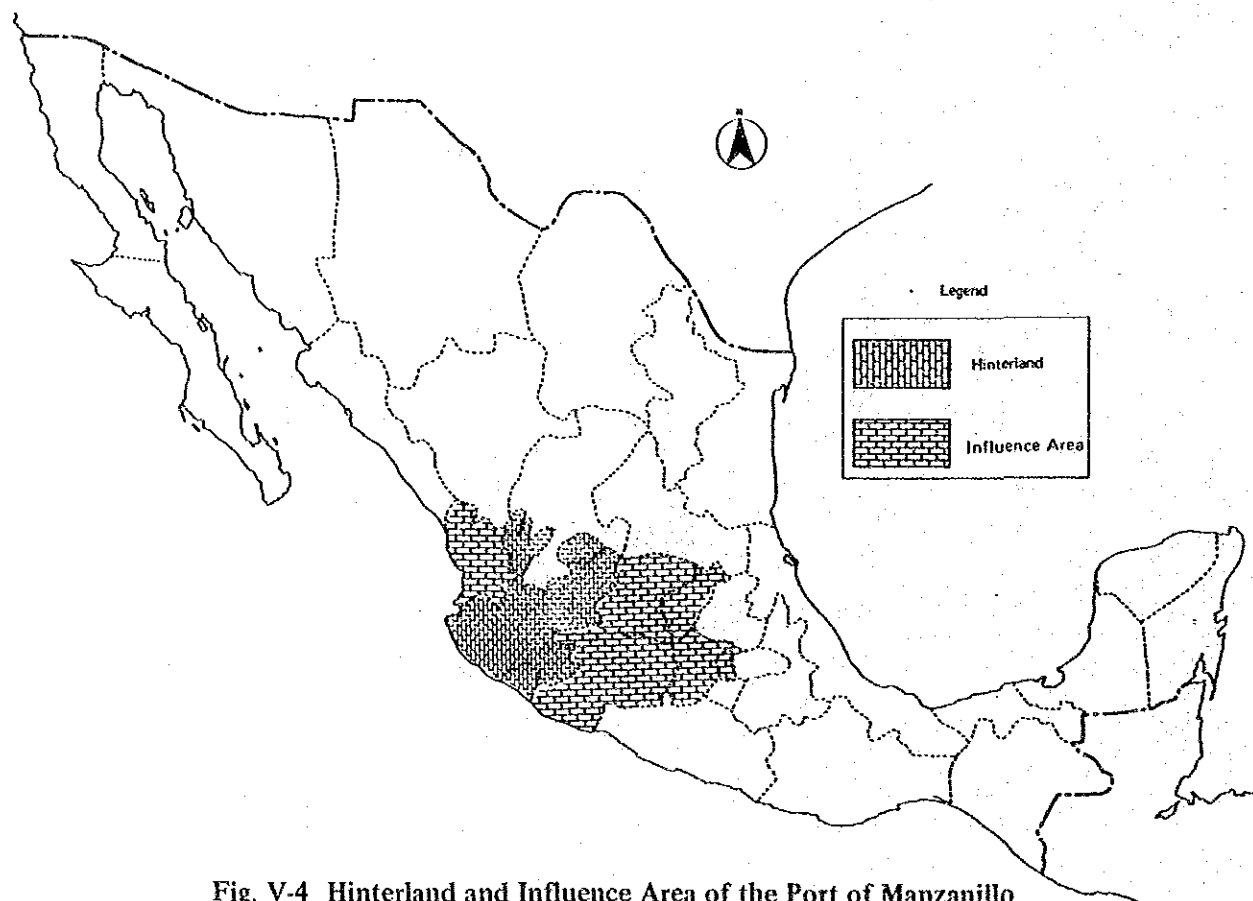 N
Legend
Hinterland
Influence Area
Fig. V-4 Hinterland and Influence Area of the Port of Manzanillo